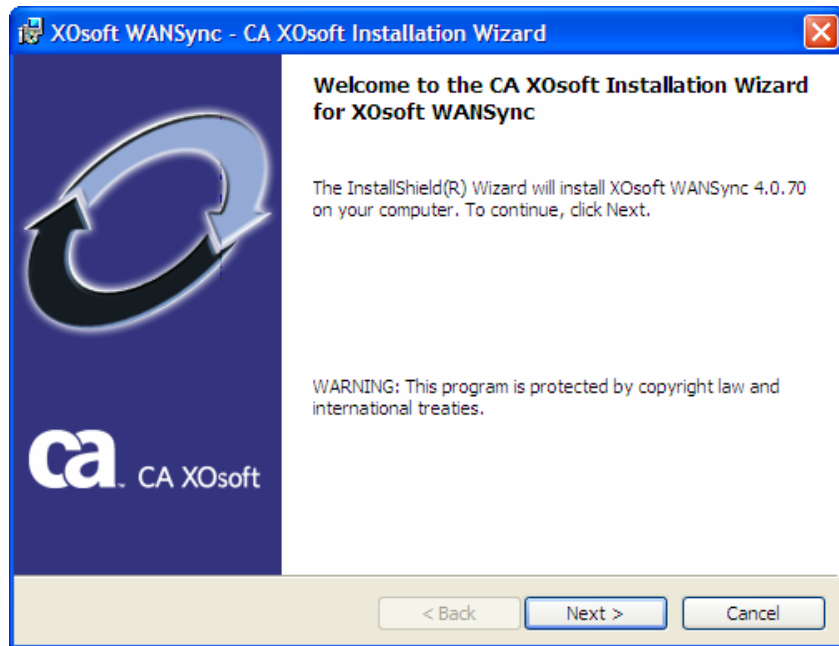 XOsoft WANSync - CA XOsoft Installation Wizard
Welcome to the CA XOsoft Installation Wizard
for XOsoft WANSync
The InstallShield(R) Wizard will install XOsoft WANSync 4.0.70
on your computer. To continue, click Next.
WARNING: This program is protected by copyright law and
international treaties.
ca. CA XOsoft
< Back Next > Cancel